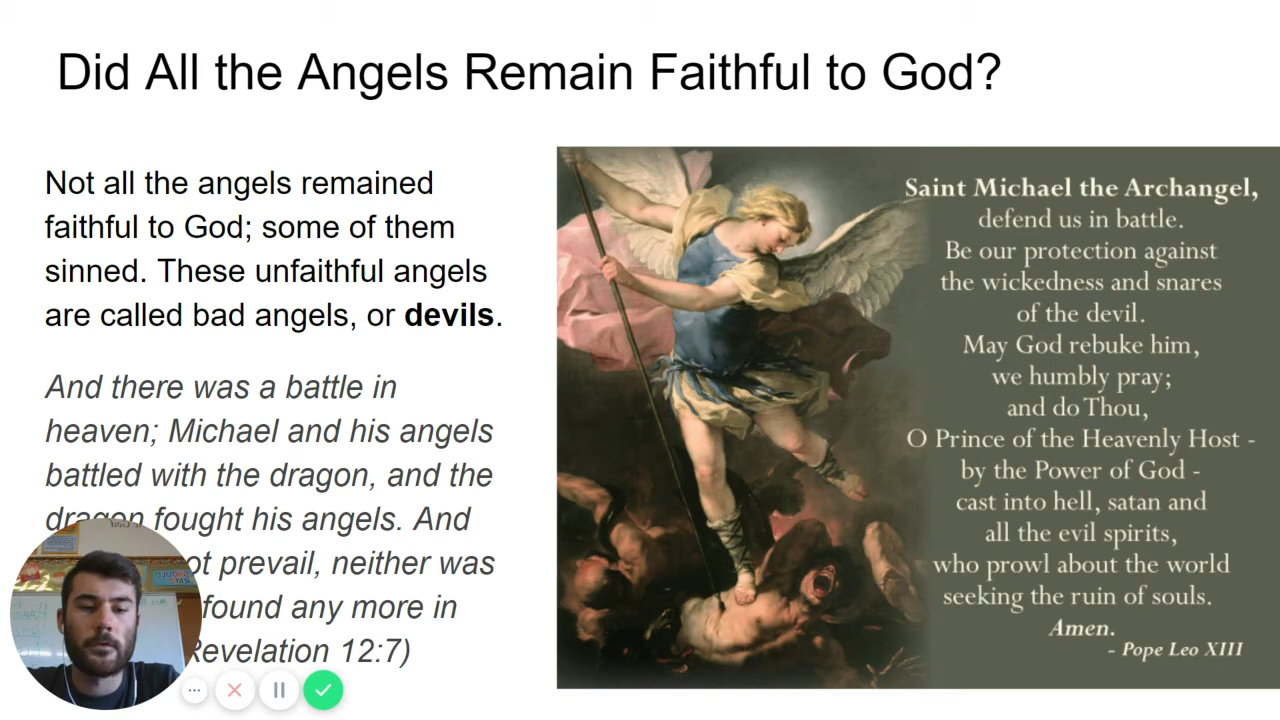 Did All the Angels Remain Faithful to God?
Not all the angels remained
faithful to God; some of them
sinned. These unfaithful angels
are called bad angels, or devils.
And there was a battle in
heaven; Michael and his angels
battled with the dragon, and the
dragon fought his angels. And
prevail, neither was
found any more in
Revelation 12:7)
Saint Michael the Archangel,
defend us in battle.
Be our protection against
the wickedness and snares
of the devil.
May God rebuke him,
we humbly pray;
and do Thou,
O Prince of the Heavenly Host -
by the Power of God -
cast into hell, satan and
all the evil spirits,
who prowl about the world
seeking the ruin of souls.
Amen.
- Pope Leo XIII